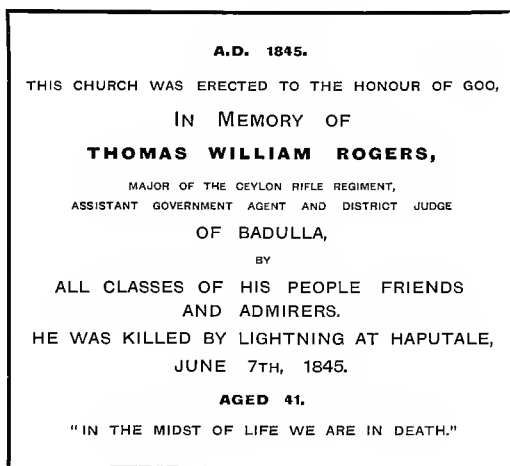 A.D. 1845.
THIS CHURCH WAS ERECTED TO THE HONOUR OF GOO,
IN MEMORY OF
THOMAS WILLIAM ROGERS,
MAJOR OF THE CEYLON RIFLE REGIMENT,
ASSISTANT GOVERNMENT AGENT AND DISTRICT JUDGE
OF BADULLA,
BY
ALL CLASSES OF HIS PEOPLE FRIENDS
AND ADMIRERS.
HE WAS KILLED BY LIGHTNING AT HAPUTALE,
JUNE 7TH, 1845.
AGED 41.
"IN THE MIDST OF LIFE WE ARE IN DEATH."